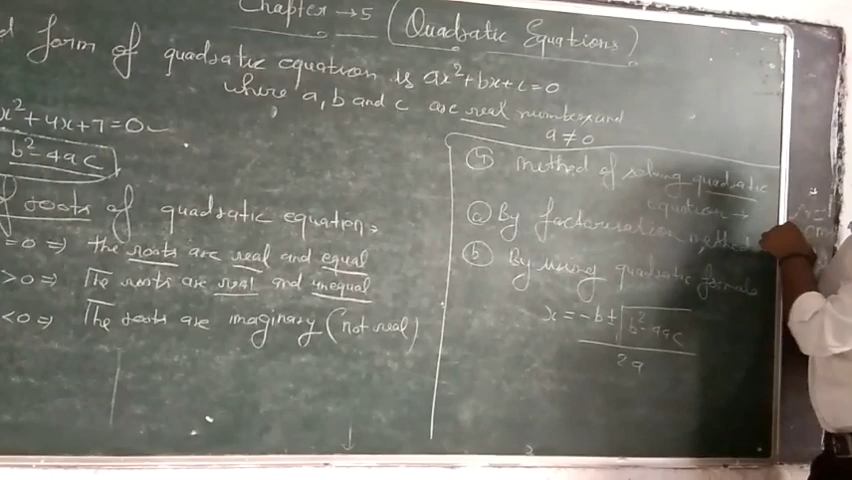 Chapter → 5 (Quadratic Equations)
d form of quadratic equation is ax²+bx+c=0
where a, b and c are real numbers and
a ≠ 0
x²+4x+7=0
b²-4ac
of roots of quadratic equation
=0 ⇒ the roots are real and equal
>0 ⇒ The roots are real and unequal
<0 ⇒ The roots are imaginary (not real)
④ method of solving quadratic
equation →
ⓐ By factorisation method
ⓑ By using quadratic formula
x = -b ± √b²-4ac
2a